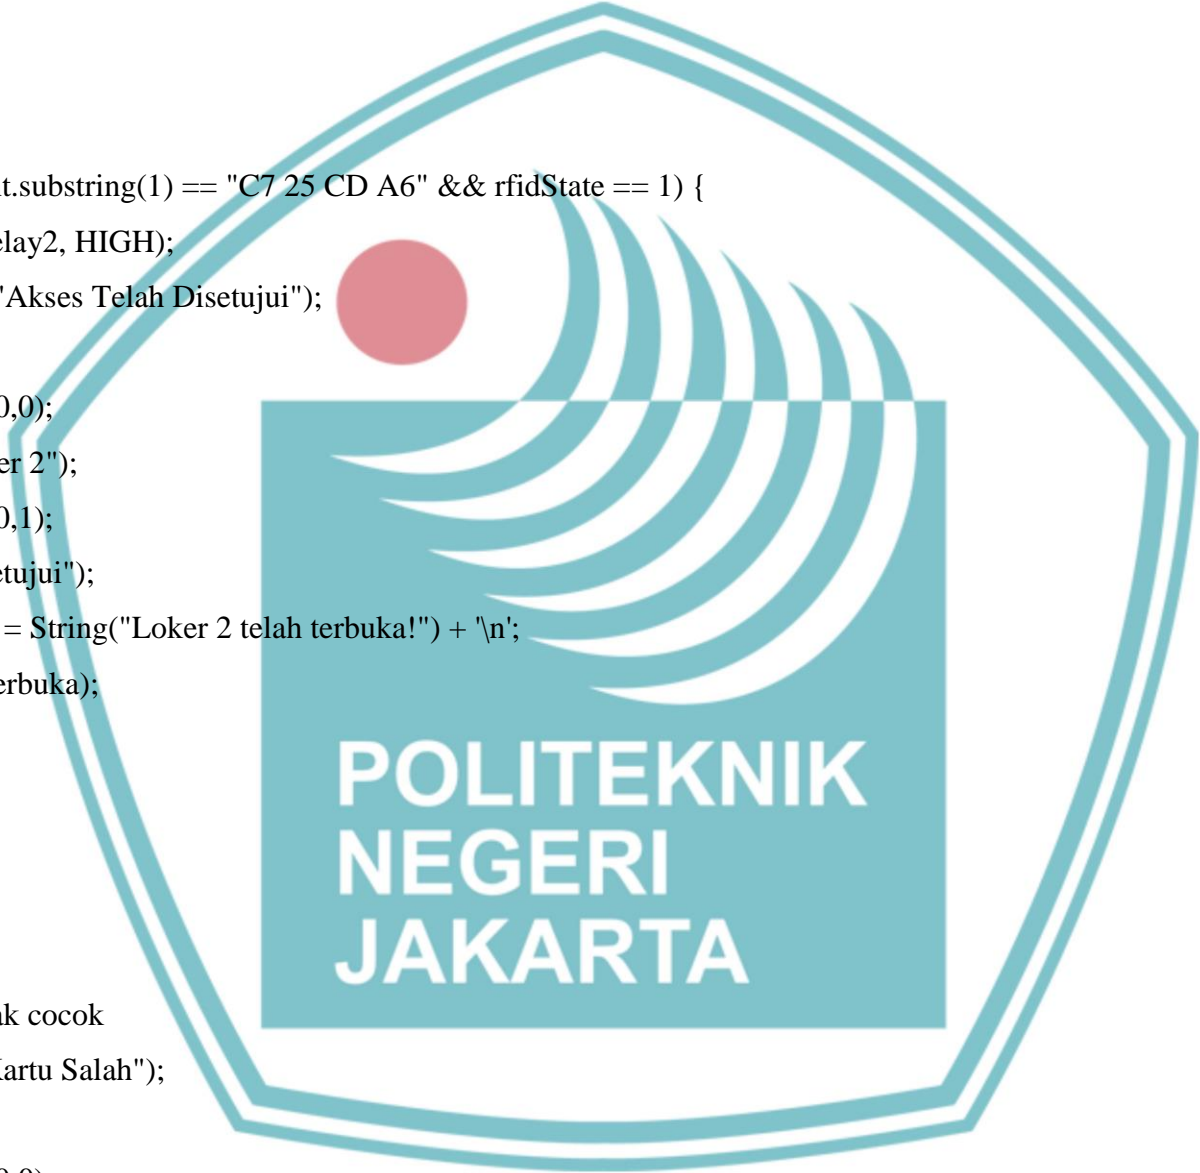 t.substring(1) == "C7 25 CD A6" && rfidState == 1) {
elay2, HIGH);
"Akses Telah Disetujui");
0,0);
er 2");
0,1);
etujui");
= String("Loker 2 telah terbuka!") + '\n';
erbuka);
POLITEKNIK
NEGERI
JAKARTA
ak cocok
Kartu Salah");